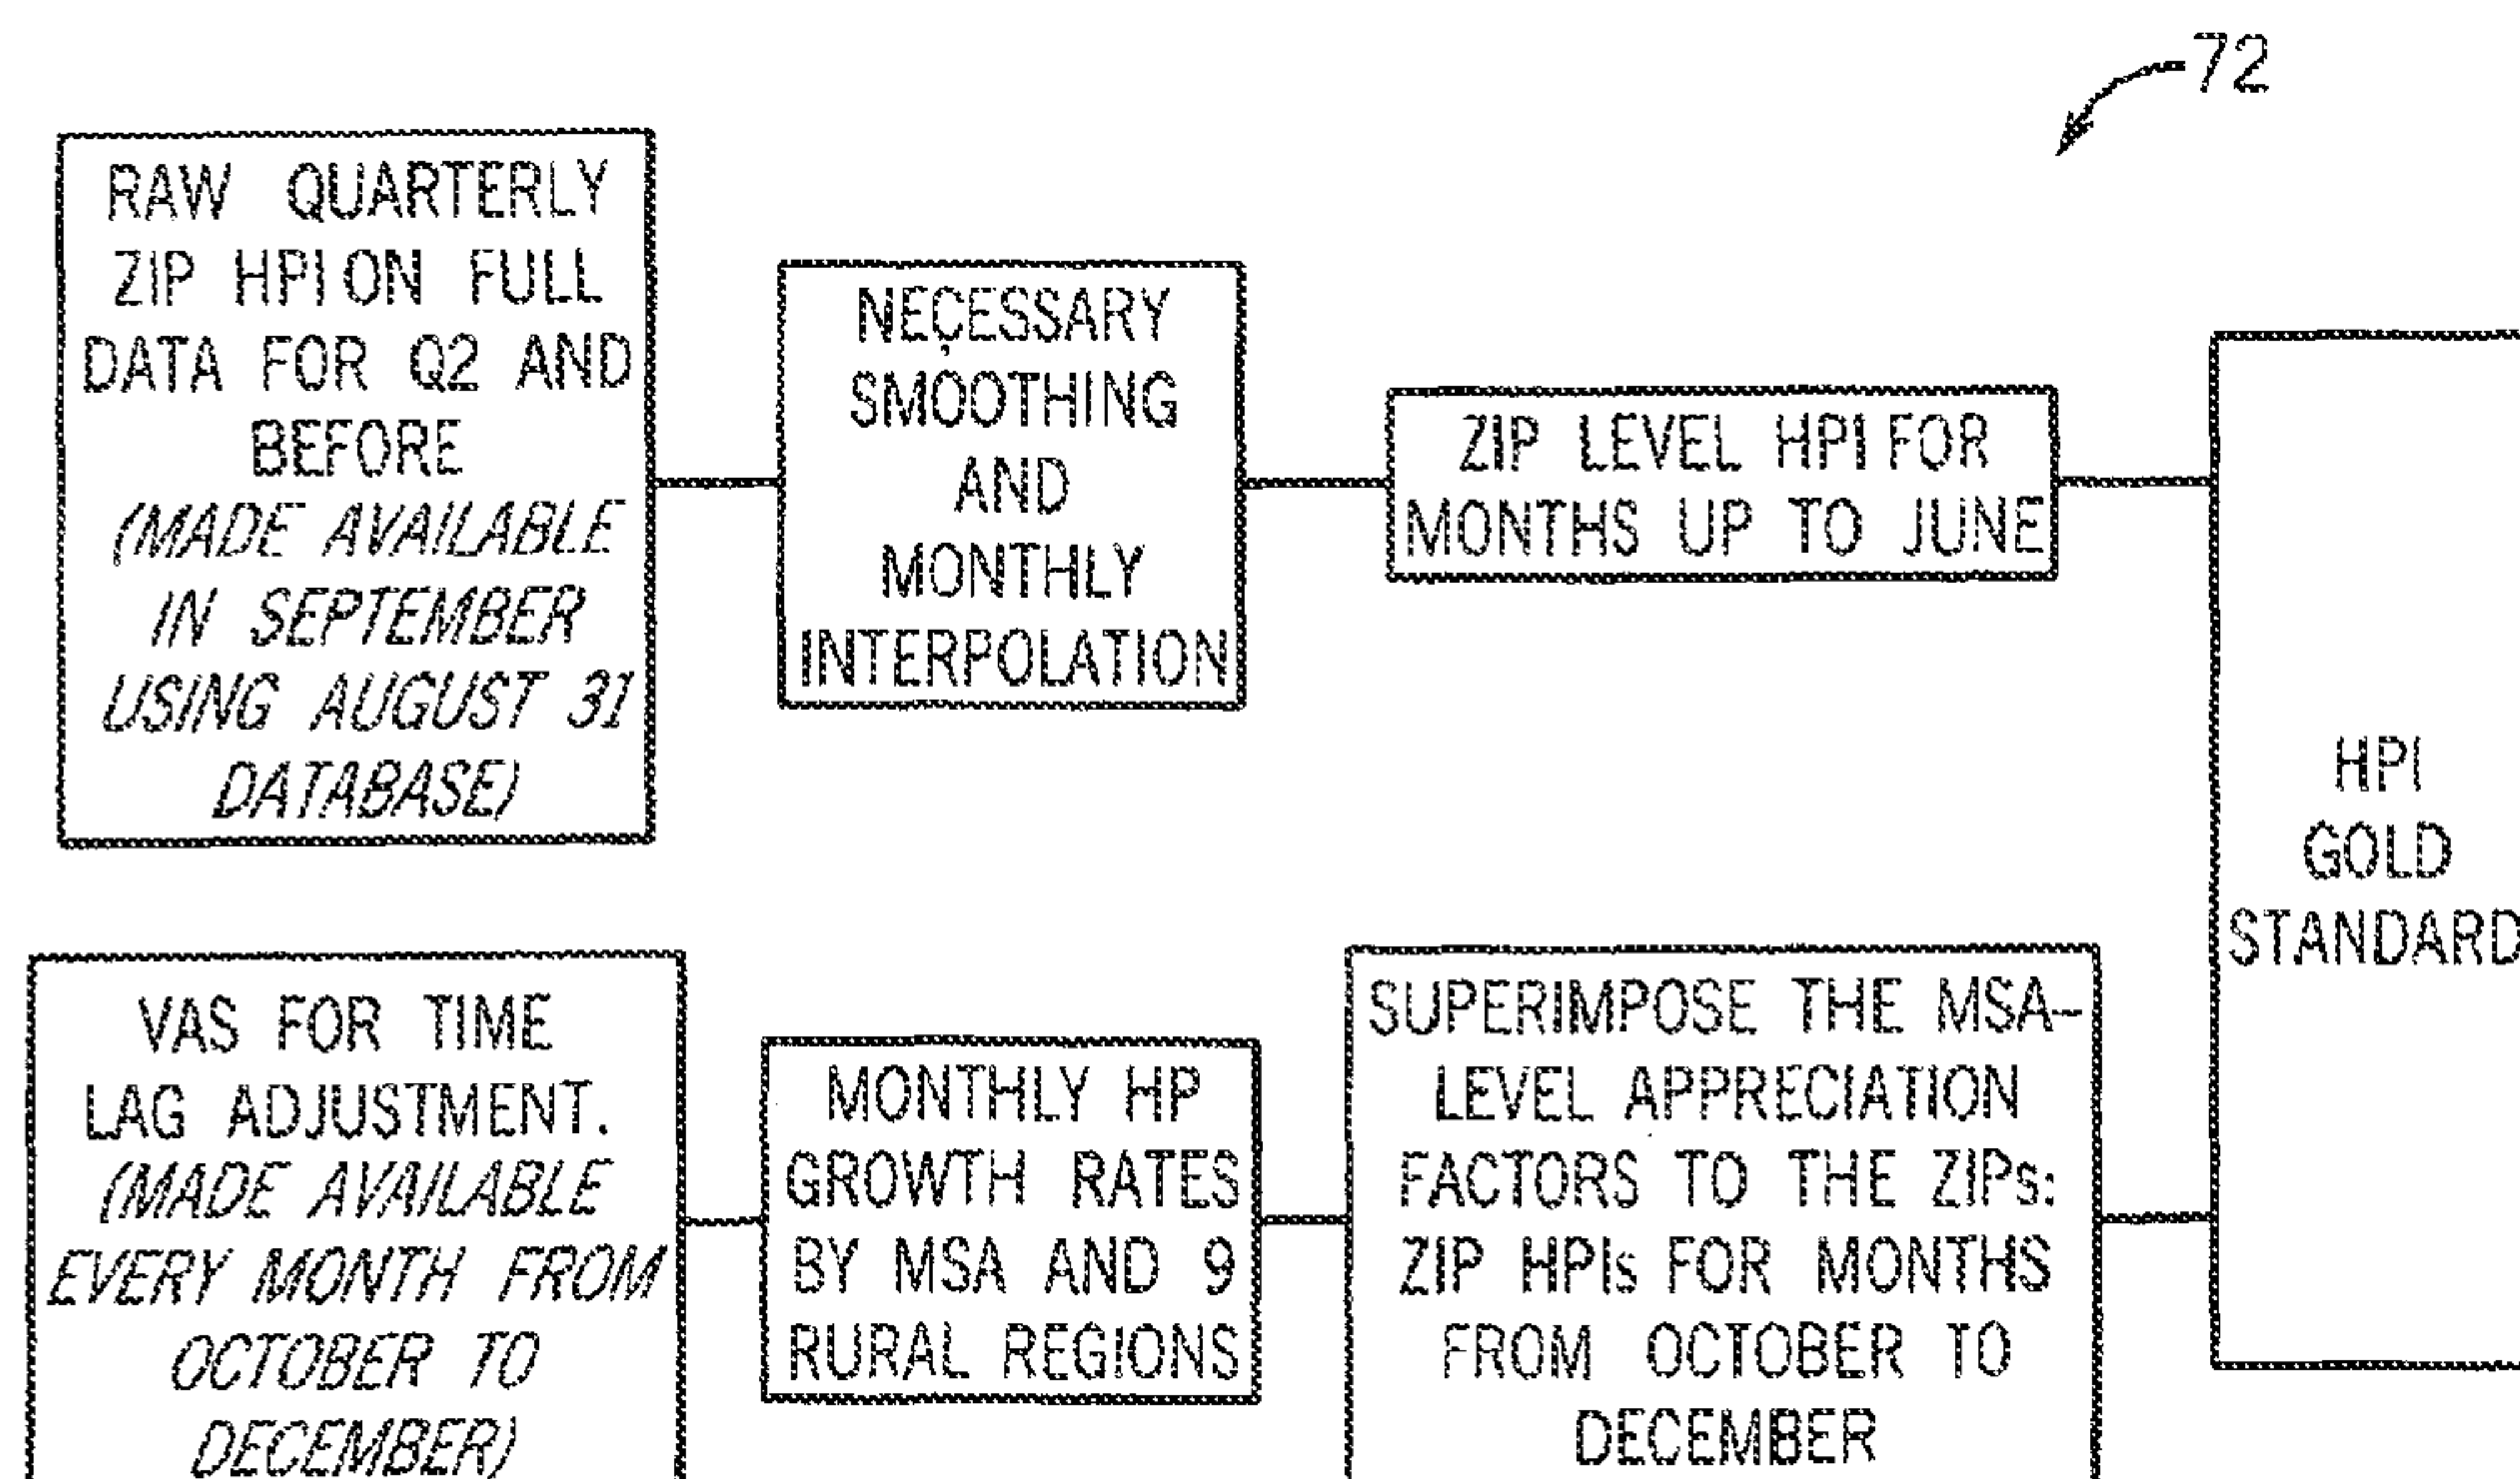 72
RAW QUARTERLY
ZIP HPI ON FULL
DATA FOR Q2 AND
BEFORE
(MADE AVAILABLE
IN SEPTEMBER
USING AUGUST 31
DATABASE)
NECESSARY
SMOOTHING
AND
MONTHLY
INTERPOLATION
ZIP LEVEL HPI FOR
MONTHS UP TO JUNE
HPI
GOLD
STANDARD
VAS FOR TIME
LAG ADJUSTMENT.
(MADE AVAILABLE
EVERY MONTH FROM
OCTOBER TO
DECEMBER)
MONTHLY HP
GROWTH RATES
BY MSA AND 9
RURAL REGIONS
SUPERIMPOSE THE MSA-
LEVEL APPRECIATION
FACTORS TO THE ZIPs:
ZIP HPIs FOR MONTHS
FROM OCTOBER TO
DECEMBER